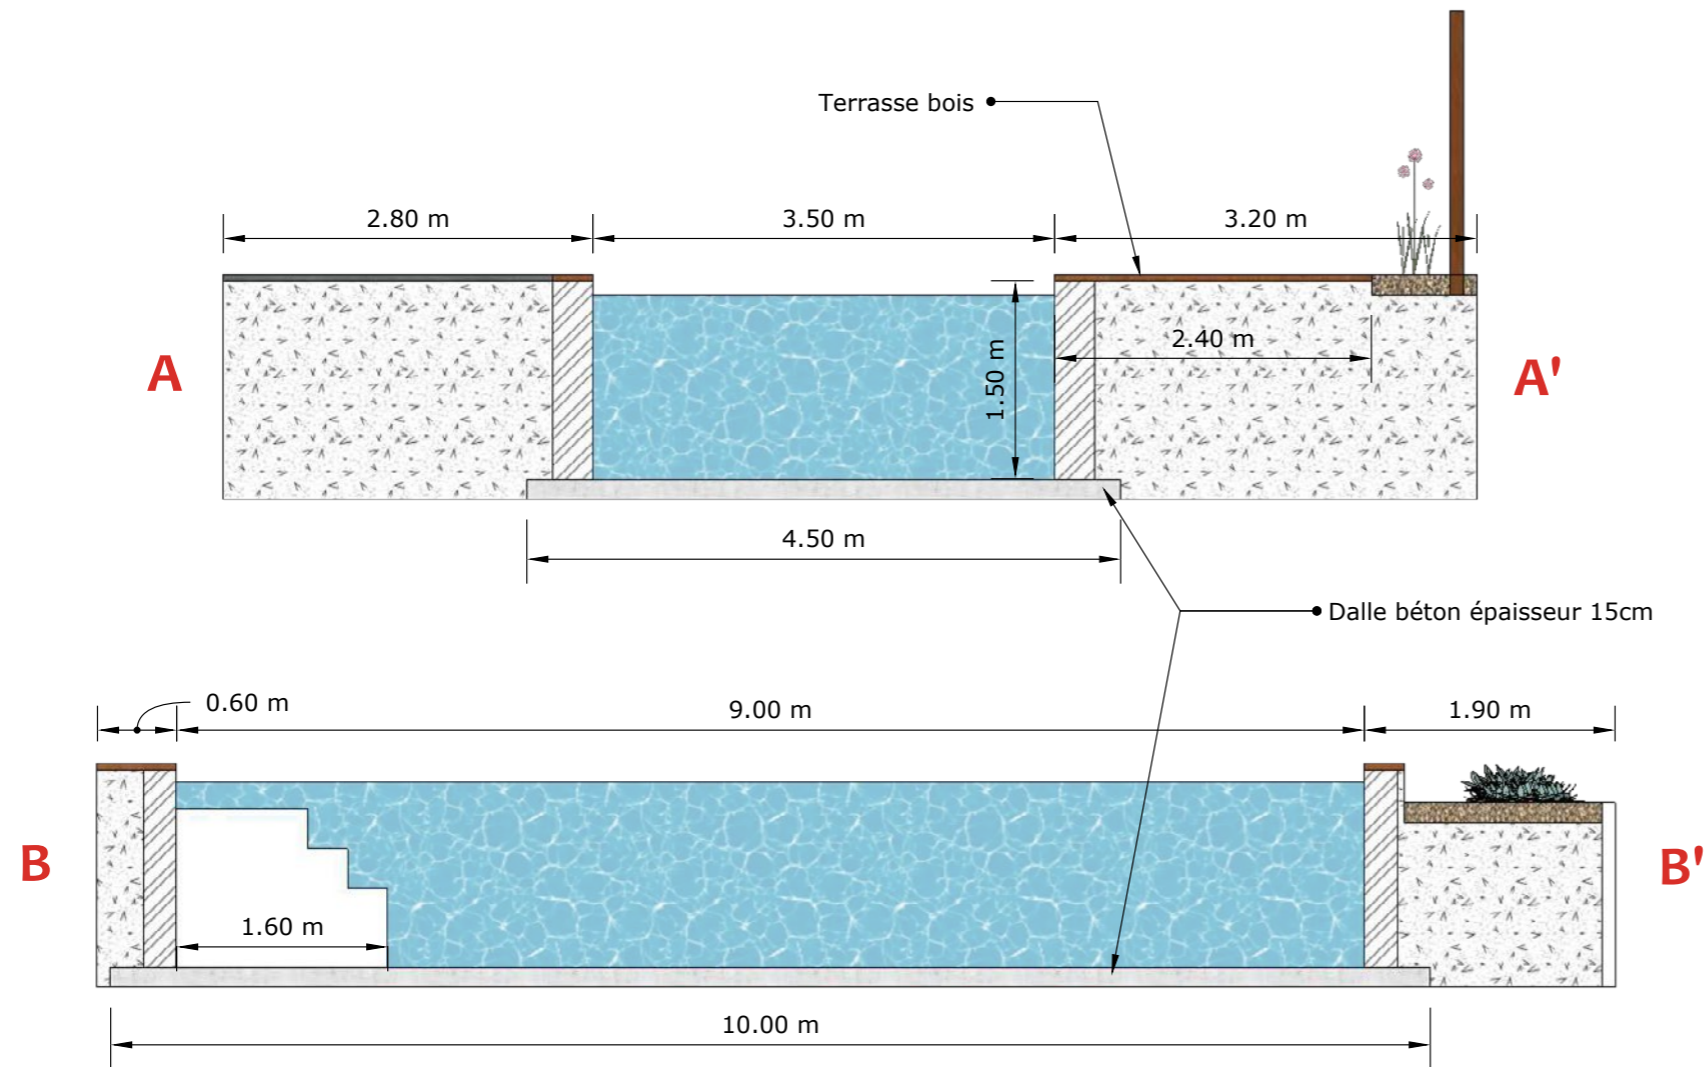 Terrasse bois
2.80 m
3.50 m
3.20 m
2.40 m
1.50 m
A
A'
4.50 m
Dalle béton épaisseur 15cm
0.60 m
9.00 m
1.90 m
B
B'
1.60 m
10.00 m